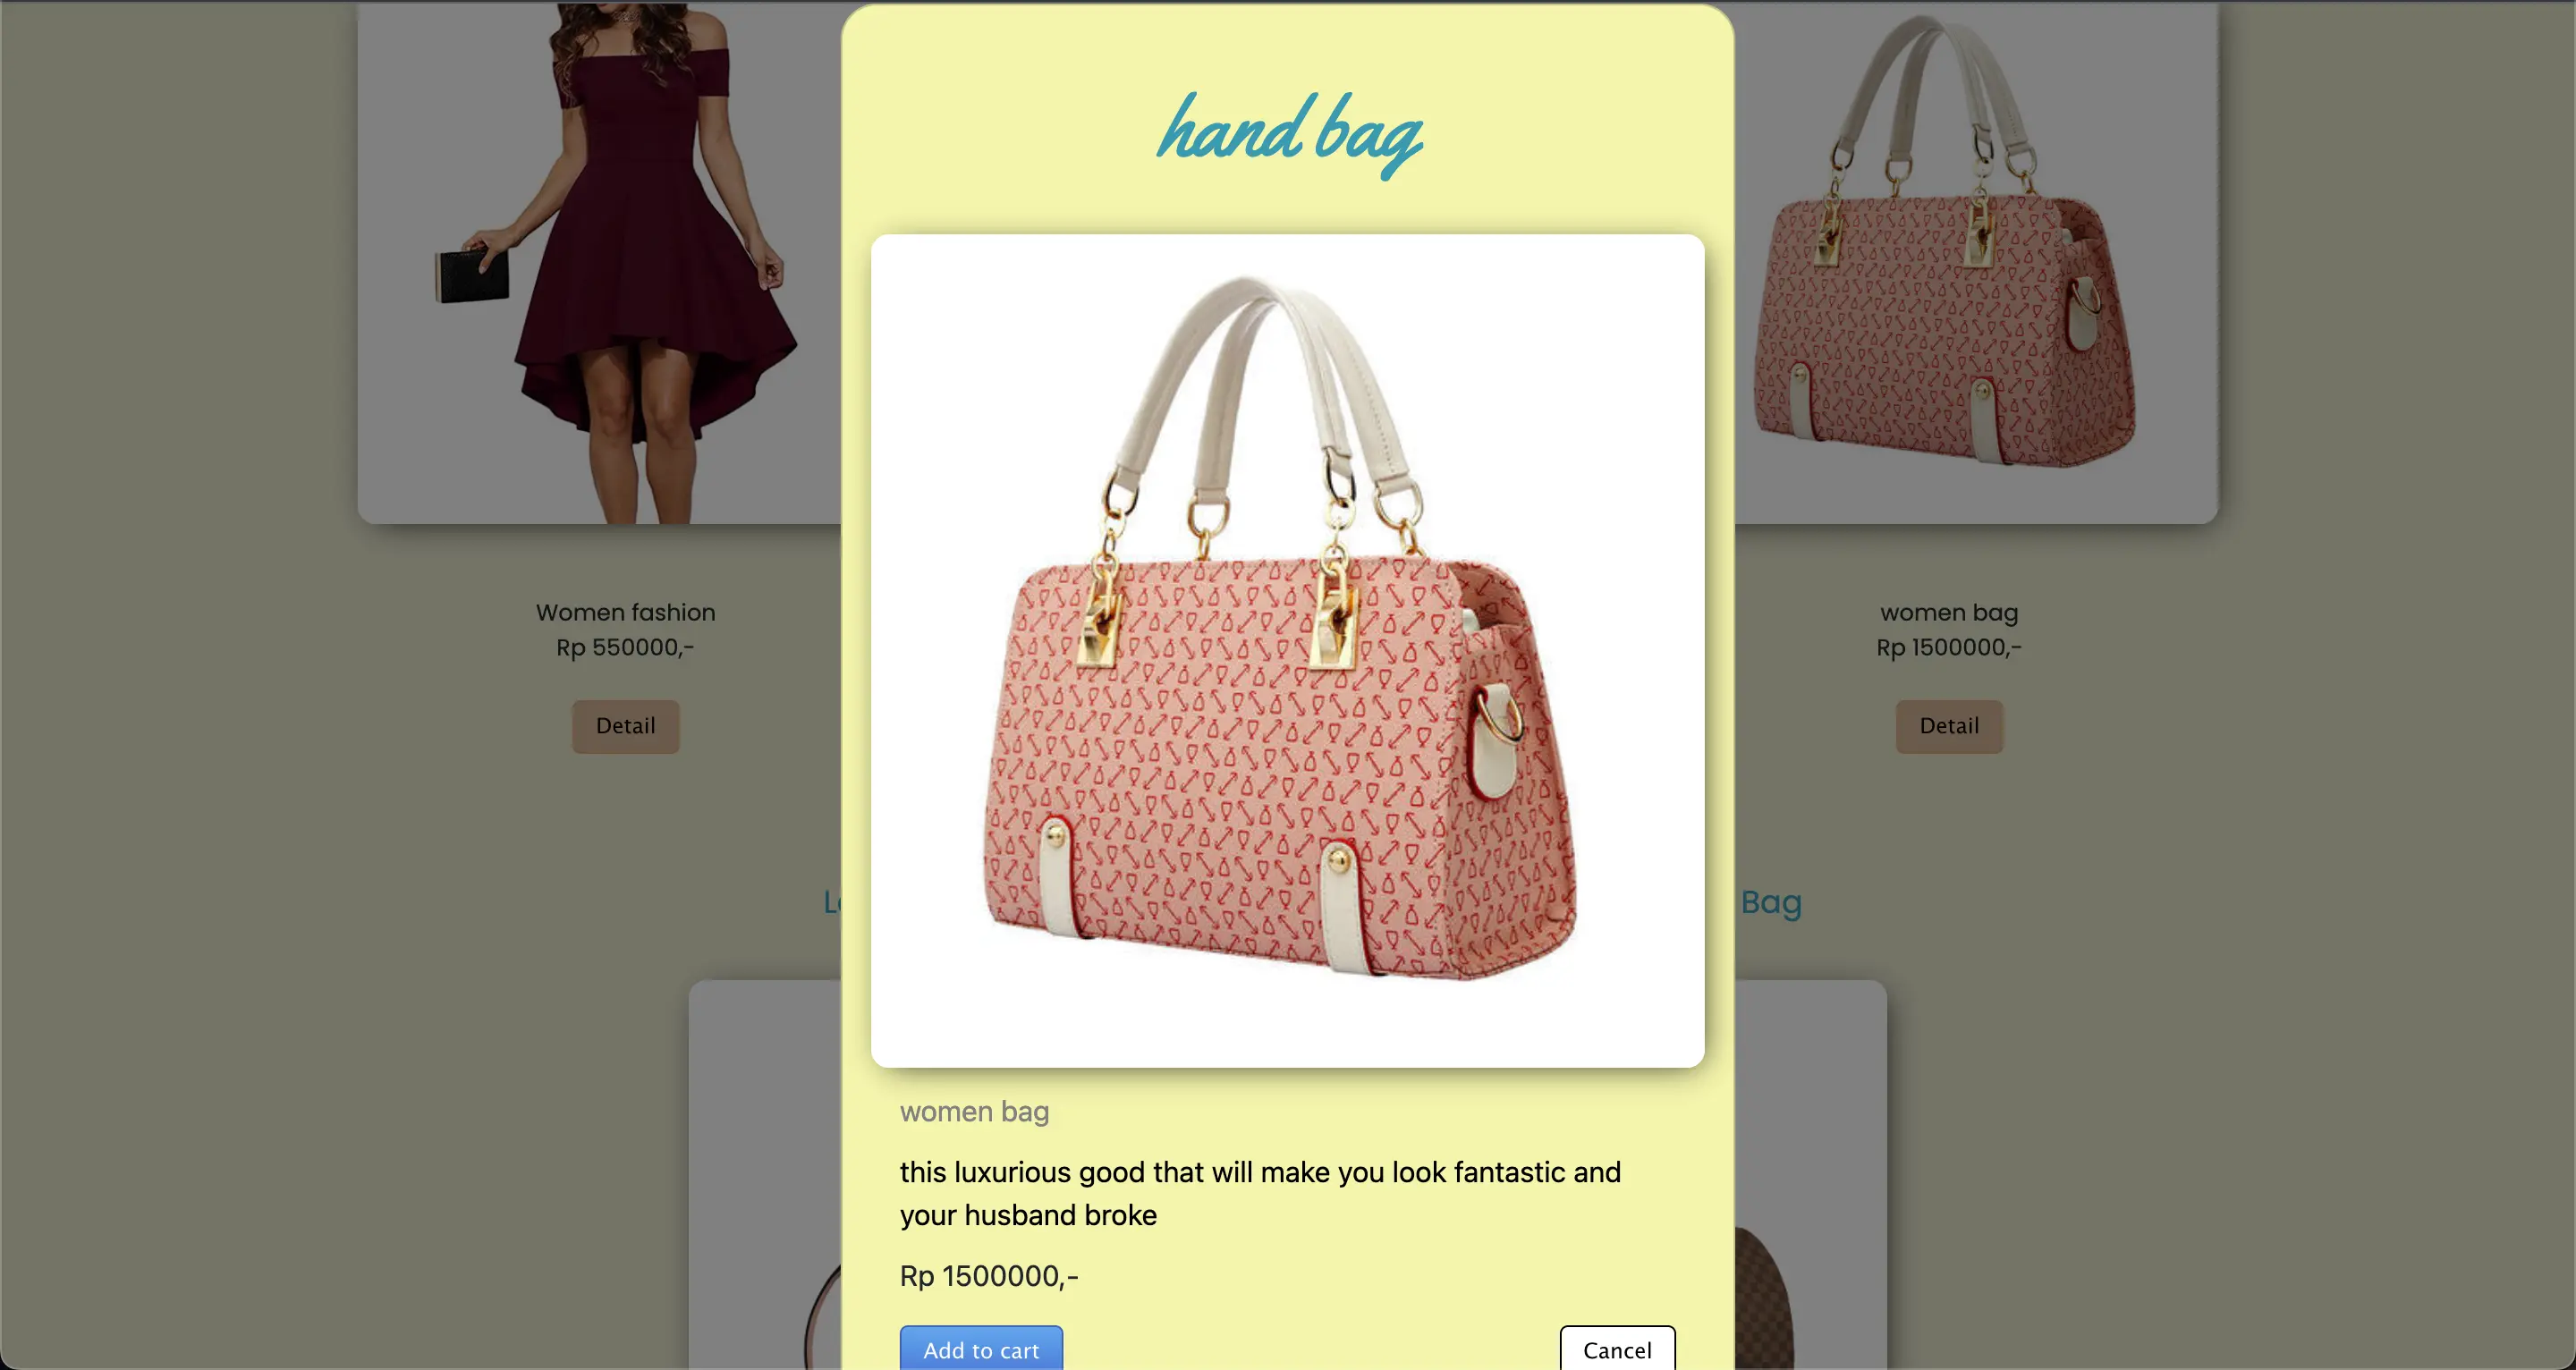 hand bag
women bag
this luxurious good that will make you look fantastic and
your husband broke
Rp 1500000,-
Add to cart
Cancel
Women fashion
Rp 550000,-
Detail
women bag
Rp 1500000,-
Detail
Bag